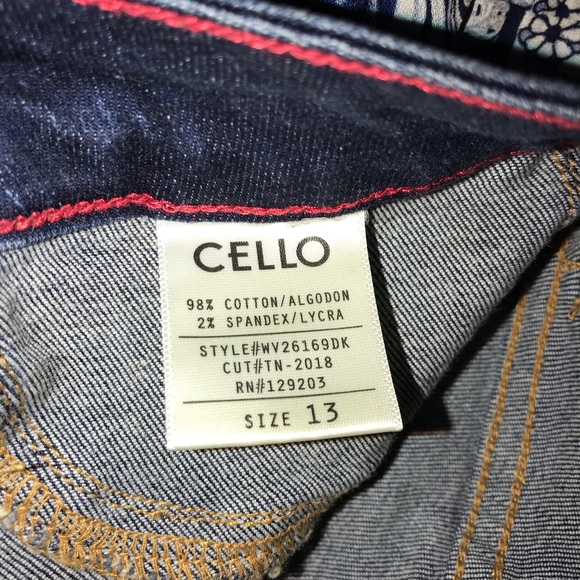 CELLO
98% COTTON/ALGODON
2% SPANDEX/LYCRA
STYLE#WV26169DK
CUT#TN-2018
RN#129203
SIZE 13